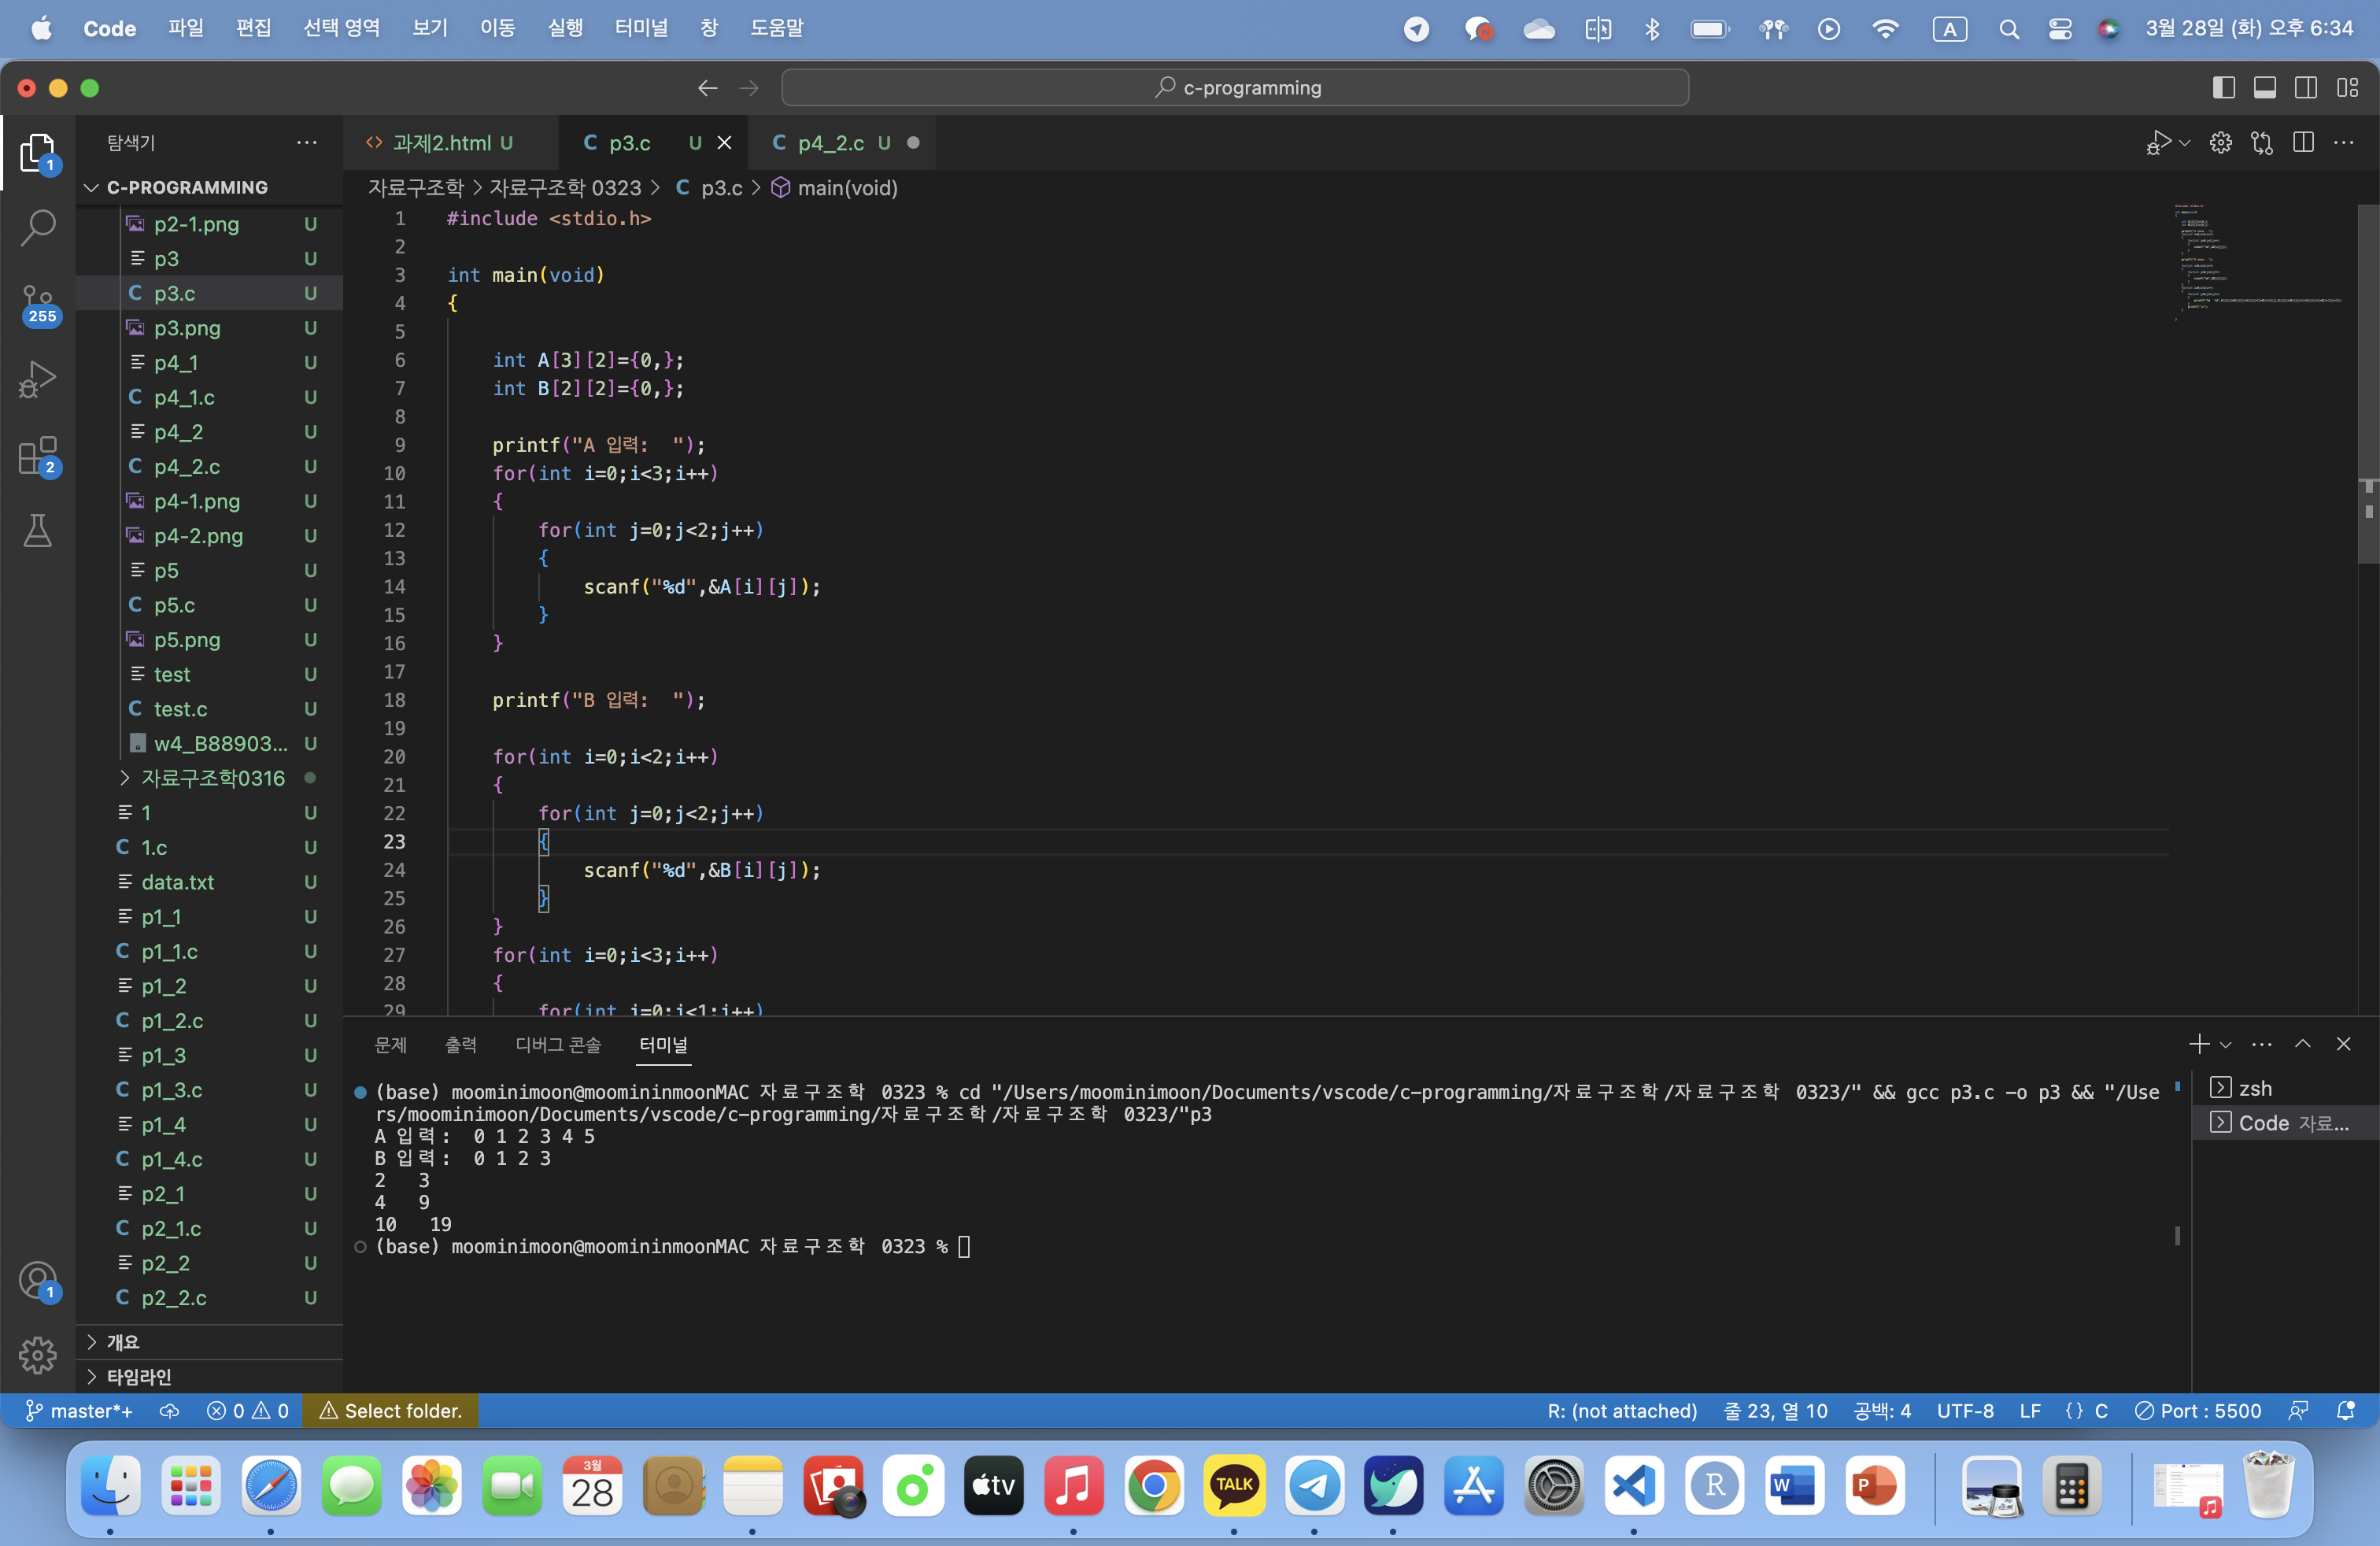 Code 파일 편집 선택 영역 보기 이동 실행 터미널 창 도움말 A 3월 28일 (화) 오후 6:34
c-programming
탐색기 ···
1
C-PROGRAMMING
p2-1.png U
p3 U
C p3.c U
p3.png U
255
p4_1 U
C p4_1.c U
p4_2 U
C p4_2.c U
2
p4-1.png U
p4-2.png U
p5 U
C p5.c U
p5.png U
test U
C test.c U
w4_B88903... U
자료구조학0316
1 U
C 1.c U
data.txt U
p1_1 U
C p1_1.c U
p1_2 U
C p1_2.c U
p1_3 U
C p1_3.c U
p1_4 U
C p1_4.c U
p2_1 U
C p2_1.c U
p2_2 U
C p2_2.c U
1
개요
타임라인
<> 과제2.html U
C p3.c U
C p4_2.c U
자료구조학 > 자료구조학 0323 > C p3.c > main(void)
1 #include <stdio.h>
2
3 int main(void)
4 {
5
6 int A[3][2]={0,};
7 int B[2][2]={0,};
8
9 printf("A 입력:  ");
10 for(int i=0;i<3;i++)
11 {
12 for(int j=0;j<2;j++)
13 {
14 scanf("%d",&A[i][j]);
15 }
16 }
17
18 printf("B 입력:  ");
19
20 for(int i=0;i<2;i++)
21 {
22 for(int j=0;j<2;j++)
23 {
24 scanf("%d",&B[i][j]);
25 }
26 }
27 for(int i=0;i<3;i++)
28 {
29 for(int j=0;j<1;j++)
문제 출력 디버그 콘솔 터미널
(base) moominimoon@moomininmoonMAC 자료구조학 0323 % cd "/Users/moominimoon/Documents/vscode/c-programming/자료구조학/자료구조학 0323/" && gcc p3.c -o p3 && "/Use
rs/moominimoon/Documents/vscode/c-programming/자료구조학/자료구조학 0323/"p3
A 입력:  0 1 2 3 4 5
B 입력:  0 1 2 3
2   3
4   9
10   19
(base) moominimoon@moomininmoonMAC 자료구조학 0323 %
zsh
Code 자료...
master*+ 0 0 Select folder. R: (not attached) 줄 23, 열 10 공백: 4 UTF-8 LF {} C Port : 5500
3월
28
tv
TALK
R
W
P